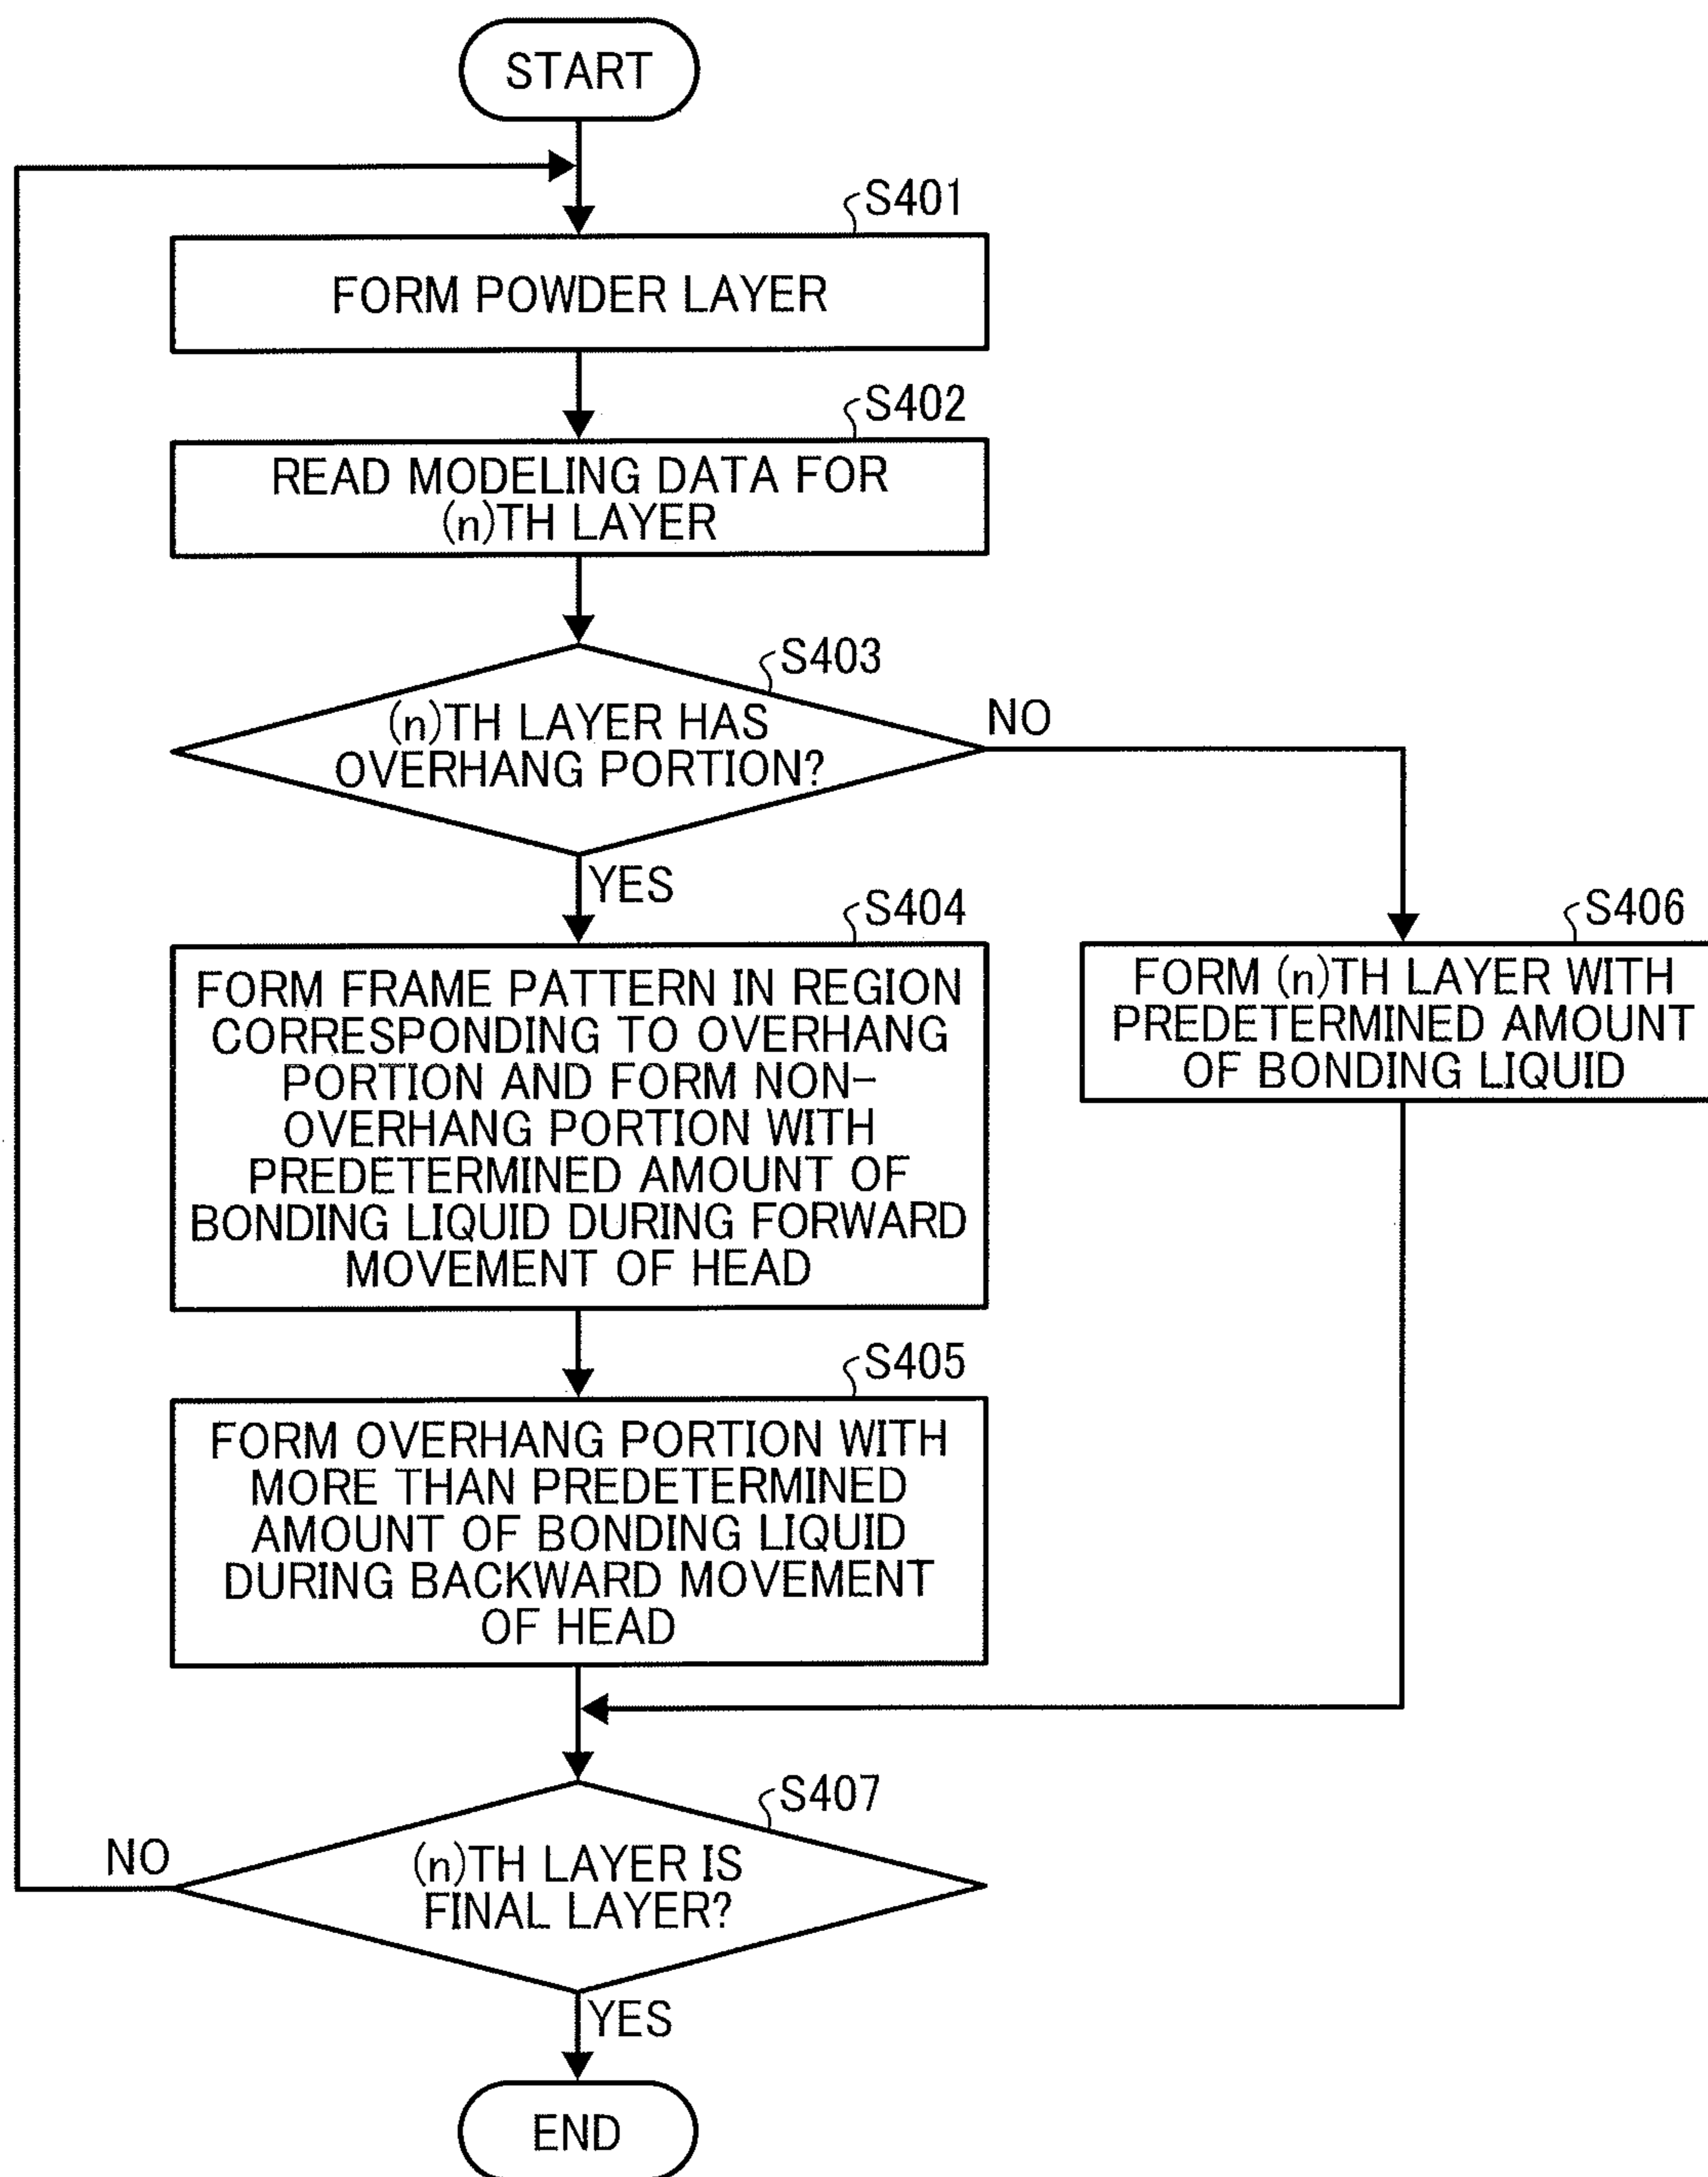 START
S401
FORM POWDER LAYER
S402
READ MODELING DATA FOR
(n)TH LAYER
S403
(n)TH LAYER HAS
OVERHANG PORTION?
NO
YES
S404
FORM FRAME PATTERN IN REGION
CORRESPONDING TO OVERHANG
PORTION AND FORM NON-
OVERHANG PORTION WITH
PREDETERMINED AMOUNT OF
BONDING LIQUID DURING FORWARD
MOVEMENT OF HEAD
S406
FORM (n)TH LAYER WITH
PREDETERMINED AMOUNT
OF BONDING LIQUID
S405
FORM OVERHANG PORTION WITH
MORE THAN PREDETERMINED
AMOUNT OF BONDING LIQUID
DURING BACKWARD MOVEMENT
OF HEAD
S407
(n)TH LAYER IS
FINAL LAYER?
NO
YES
END